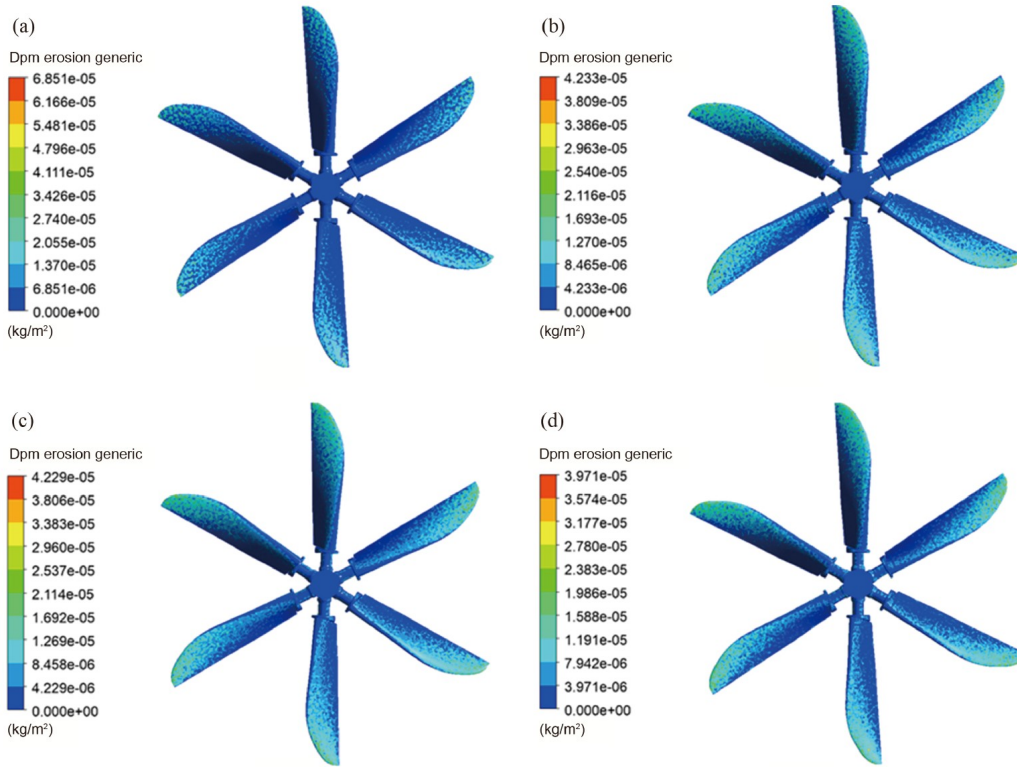 (a)
Dpm erosion generic
6.851e-05
6.166e-05
5.481e-05
4.796e-05
4.111e-05
3.426e-05
2.740e-05
2.055e-05
1.370e-05
6.851e-06
0.000e+00
(kg/m²)
(b)
Dpm erosion generic
4.233e-05
3.809e-05
3.386e-05
2.963e-05
2.540e-05
2.116e-05
1.693e-05
1.270e-05
8.465e-06
4.233e-06
0.000e+00
(kg/m²)
(c)
Dpm erosion generic
4.229e-05
3.806e-05
3.383e-05
2.960e-05
2.537e-05
2.114e-05
1.692e-05
1.269e-05
8.458e-06
4.229e-06
0.000e+00
(kg/m²)
(d)
Dpm erosion generic
3.971e-05
3.574e-05
3.177e-05
2.780e-05
2.383e-05
1.986e-05
1.588e-05
1.191e-05
7.942e-06
3.971e-06
0.000e+00
(kg/m²)